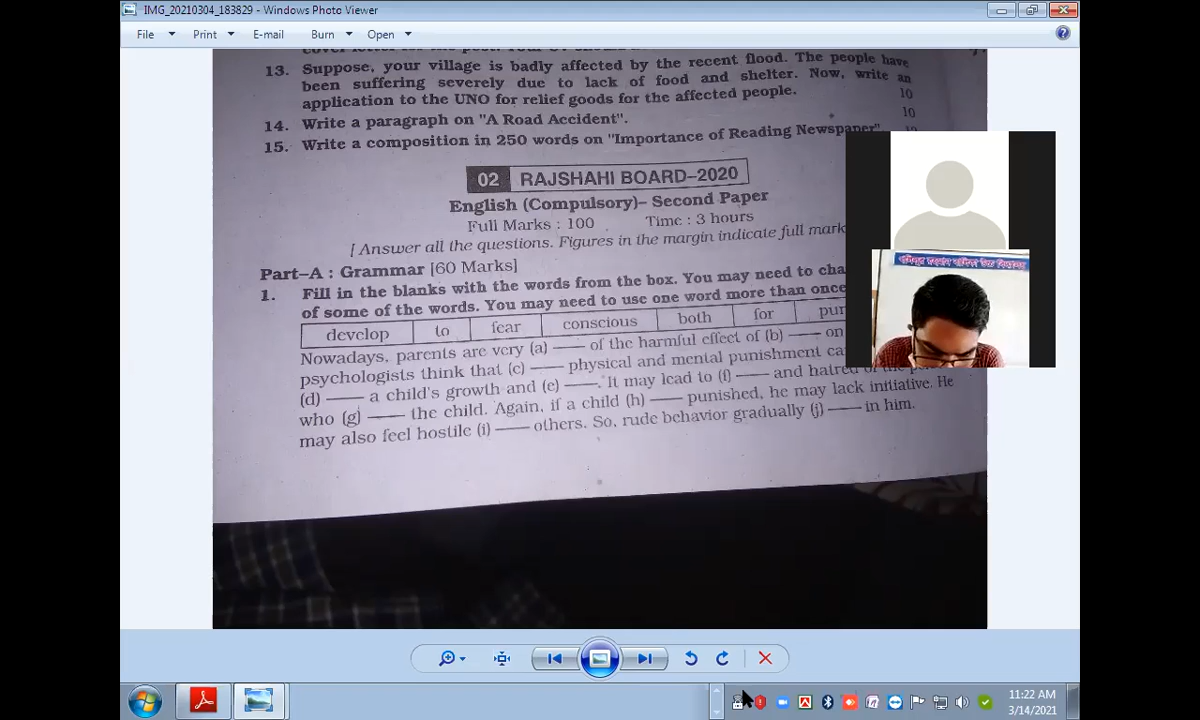 IMG_20210304_183829 - Windows Photo Viewer
File Print E-mail Burn Open
13. Suppose, your village is badly affected by the recent flood. The people have
been suffering severely due to lack of food and shelter. Now, write an
application to the UNO for relief goods for the affected people. 10
14. Write a paragraph on "A Road Accident". 10
15. Write a composition in 250 words on "Importance of Reading Newspaper"
02 RAJSHAHI BOARD–2020
English (Compulsory)– Second Paper
Full Marks : 100 Time : 3 hours
[ Answer all the questions. Figures in the margin indicate full mark
Part–A : Grammar [60 Marks]
1. Fill in the blanks with the words from the box. You may need to cha
of some of the words. You may need to use one word more than once
develop to fear conscious both for pun
Nowadays, parents are very (a) —— of the harmful effect of (b) —— on
psychologists think that (c) —— physical and mental punishment ca
(d) —— a child's growth and (e) ——. It may lead to (f) —— and hatred of the
who (g) —— the child. Again, if a child (h) —— punished, he may lack initiative. He
may also feel hostile (i) —— others. So, rude behavior gradually (j) —— in him.
11:22 AM
3/14/2021